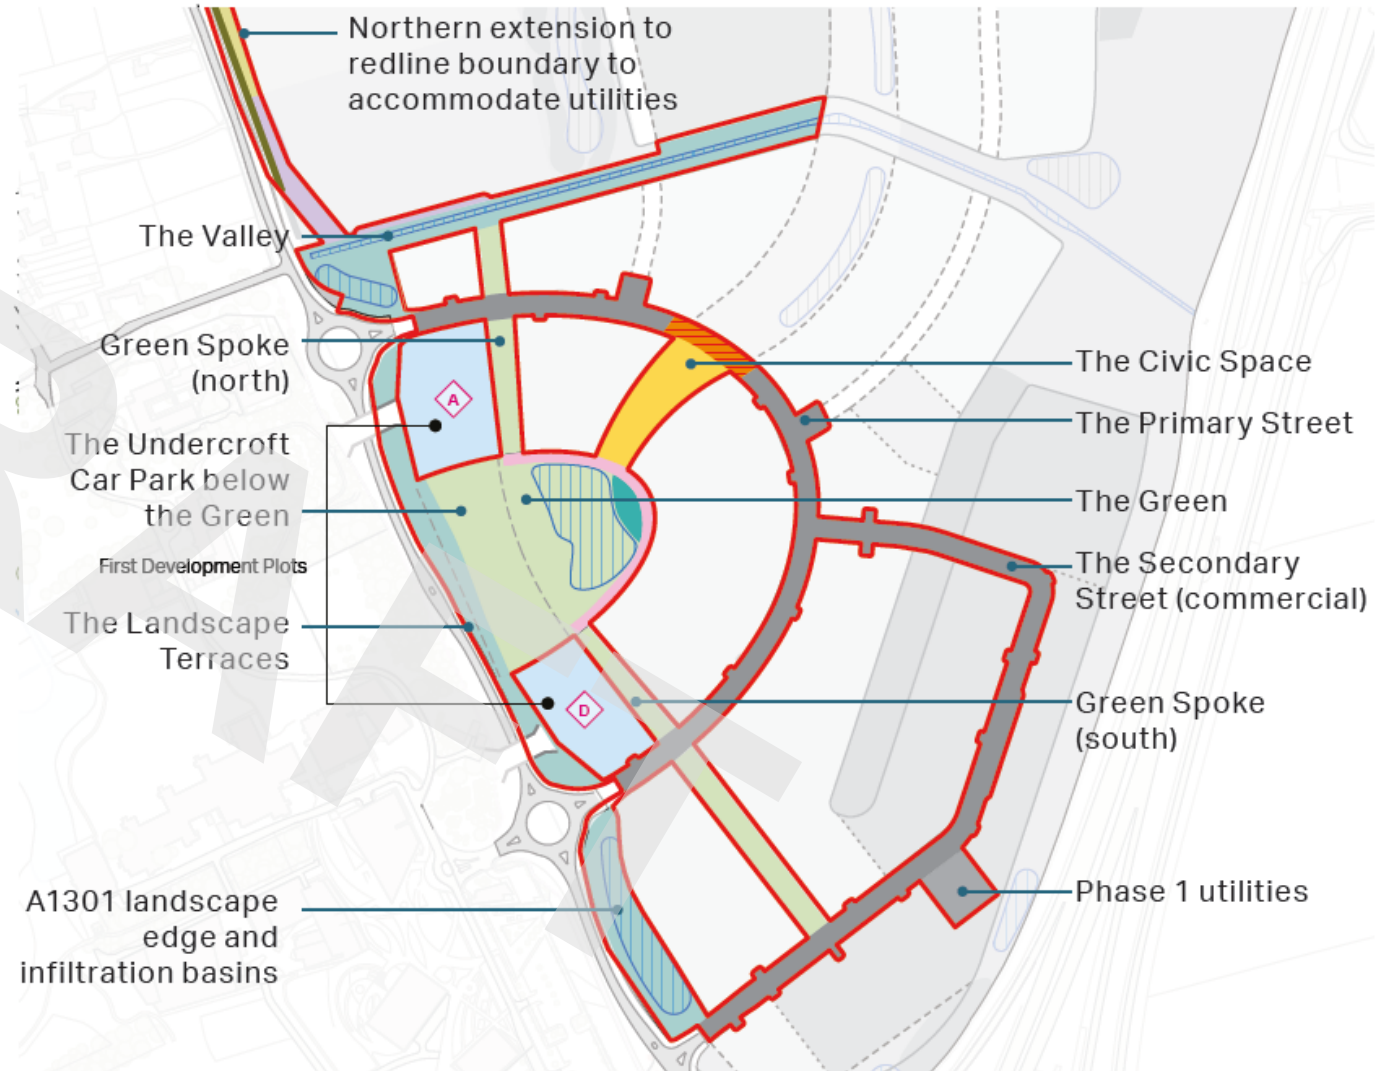 Northern extension to
redline boundary to
accommodate utilities
The Valley
Green Spoke
(north)
The Civic Space
The Primary Street
A
The Undercroft
Car Park below
the Green
The Green
First Development Plots
The Secondary
Street (commercial)
The Landscape
Terraces
D
Green Spoke
(south)
A1301 landscape
edge and
infiltration basins
Phase 1 utilities